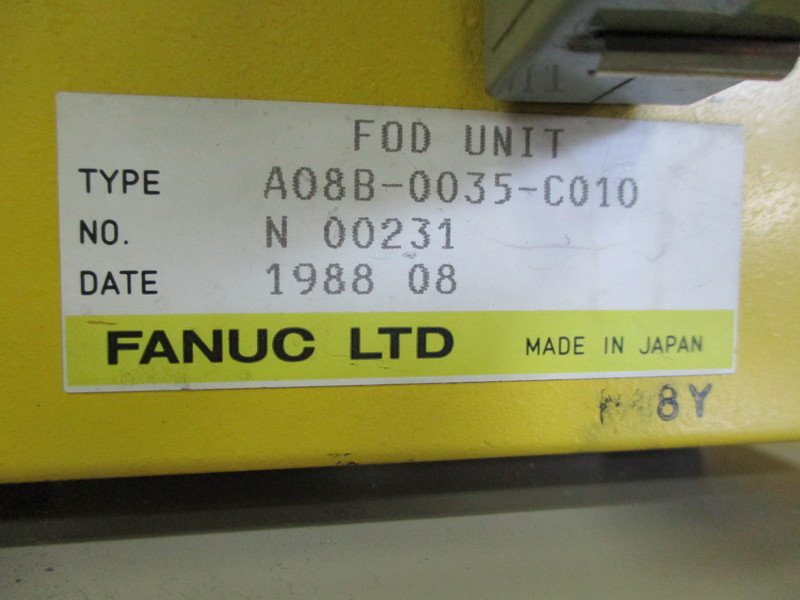 FOD UNIT
TYPE A08B-0035-C010
NO. N 00231
DATE 1988 08
FANUC LTD MADE IN JAPAN
8Y